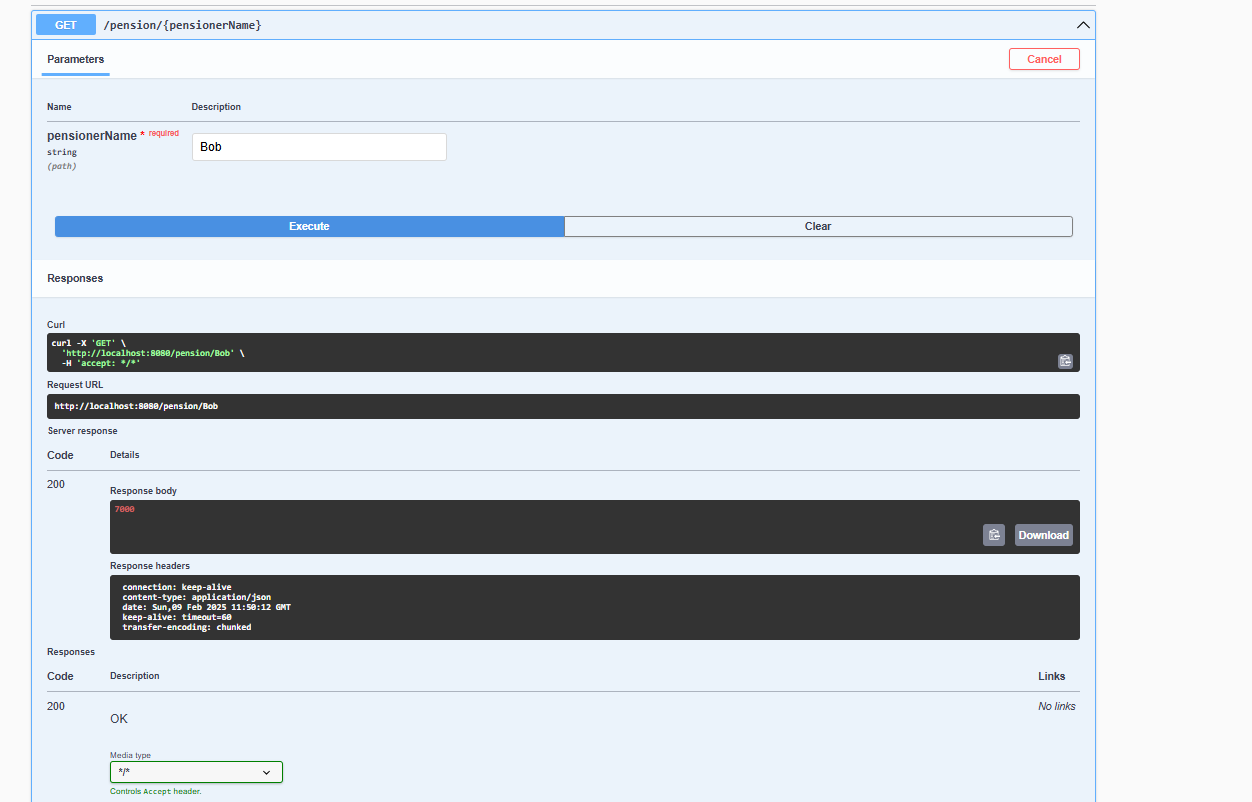 GET /pension/{pensionerName}
Parameters
Cancel
Name Description
pensionerName * required
string
(path)
Bob
Execute Clear
Responses
Curl
curl -X 'GET' \
'http://localhost:8080/pension/Bob' \
-H 'accept: */*'
Request URL
http://localhost:8080/pension/Bob
Server response
Code Details
200
Response body
7000
Download
Response headers
connection: keep-alive
content-type: application/json
date: Sun,09 Feb 2025 11:50:12 GMT
keep-alive: timeout=60
transfer-encoding: chunked
Responses
Code Description Links
200
OK
No links
Media type
*/*
Controls Accept header.